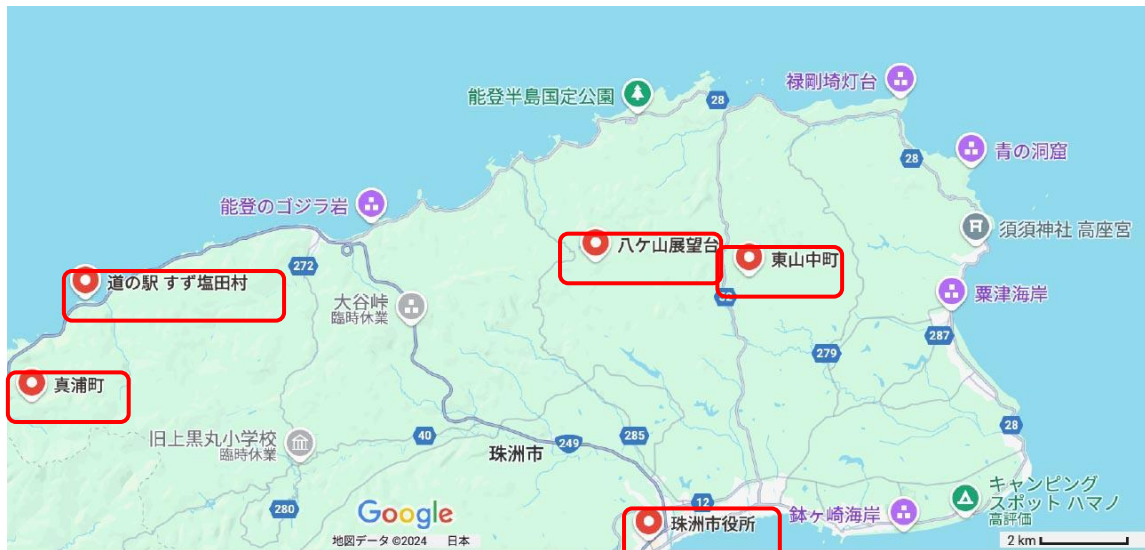 禄剛埼灯台
能登半島国定公園
28
28
青の洞窟
能登のゴジラ岩
須須神社 高座宮
八ケ山展望台
東山中町
道の駅 すず塩田村
272
大谷峠
臨時休業
粟津海岸
287
279
真浦町
28
旧上黒丸小学校
臨時休業
40
249
285
珠洲市
キャンピング
スポット ハマノ
高評価
280
Google
12
珠洲市役所
鉢ヶ崎海岸
地図データ ©2024 日本
2 km